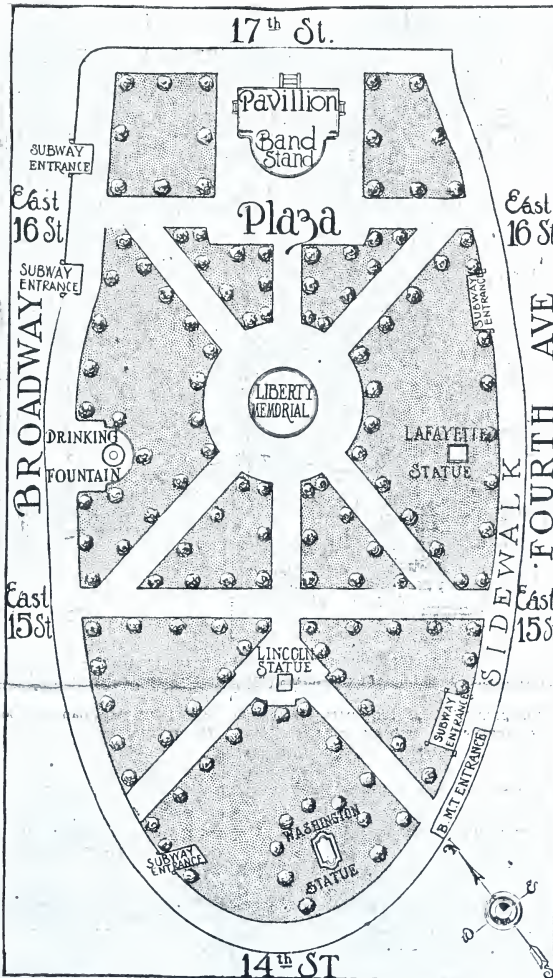 17th St.
Pavillion
Band
Stand
SUBWAY
ENTRANCE
East
16 St
East
16 St
Plaza
SUBWAY
ENTRANCE
SUBWAY
ENTRANCE
BROADWAY
FOURTH AVE
LIBERTY
MEMORIAL
DRINKING
FOUNTAIN
LAFAYETTE
STATUE
SIDEWALK
East
15 St
East
15 St
LINCOLN
STATUE
SUBWAY
ENTRANCE
B.M.T ENTRANCE
WASHINGTON
STATUE
SUBWAY
ENTRANCE
N
E
S
14th ST